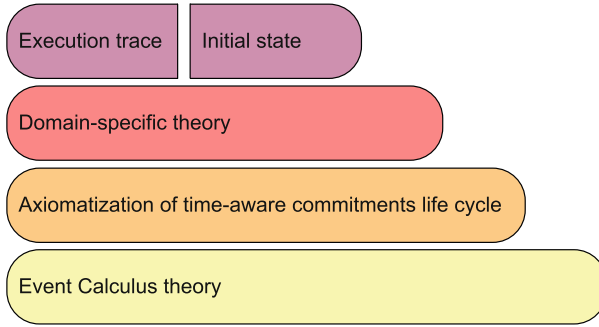 Execution trace
Initial state
Domain-specific theory
Axiomatization of time-aware commitments life cycle
Event Calculus theory